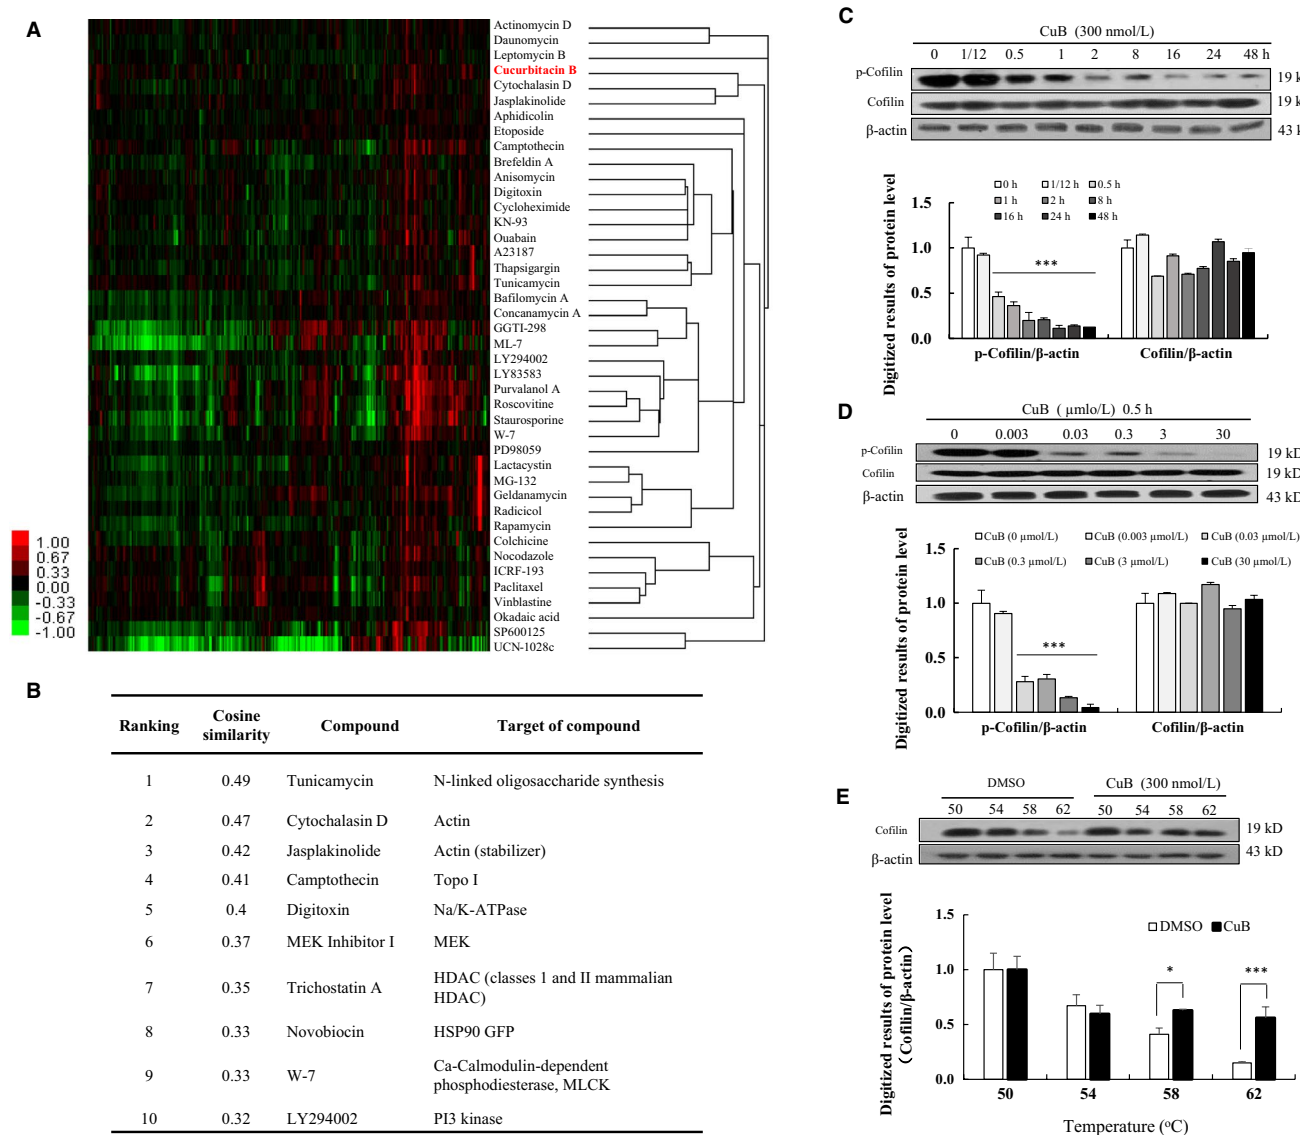 A
Actinomycin D
Daunomycin
Leptomycin B
Cucurbitacin B
Cytochalasin D
Jasplakinolide
Aphidicolin
Etoposide
Camptothecin
Brefeldin A
Anisomycin
Digitoxin
Cycloheximide
KN-93
Ouabain
A23187
Thapsigargin
Tunicamycin
Bafilomycin A
Concanamycin A
GGTI-298
ML-7
LY294002
LY83583
Purvalanol A
Roscovitine
Staurosporine
W-7
PD98059
Lactacystin
MG-132
Geldanamycin
Radicicol
Rapamycin
Colchicine
Nocodazole
ICRF-193
Paclitaxel
Vinblastine
Okadaic acid
SP600125
UCN-1028c
1.00
0.67
0.33
0.00
-0.33
-0.67
-1.00
B
Ranking Cosine similarity Compound Target of compound
1 0.49 Tunicamycin N-linked oligosaccharide synthesis
2 0.47 Cytochalasin D Actin
3 0.42 Jasplakinolide Actin (stabilizer)
4 0.41 Camptothecin Topo I
5 0.4 Digitoxin Na/K-ATPase
6 0.37 MEK Inhibitor I MEK
7 0.35 Trichostatin A HDAC (classes 1 and II mammalian
HDAC)
8 0.33 Novobiocin HSP90 GFP
9 0.33 W-7 Ca-Calmodulin-dependent
phosphodiesterase, MLCK
10 0.32 LY294002 PI3 kinase
C
CuB (300 nmol/L)
0 1/12 0.5 1 2 8 16 24 48 h
p-Cofilin 19 k
Cofilin 19 k
β-actin 43 k
Digitized results of protein level
0 h 1/12 h 0.5 h
1 h 2 h 8 h
16 h 24 h 48 h
1.5
1.0
0.5
0.0
***
p-Cofilin/β-actin Cofilin/β-actin
D
CuB ( μmlo/L) 0.5 h
0 0.003 0.03 0.3 3 30
p-Cofilin 19 kD
Cofilin 19 kD
β-actin 43 kD
Digitized results of protein level
CuB (0 μmol/L) CuB (0.003 μmol/L) CuB (0.03 μmol/L)
CuB (0.3 μmol/L) CuB (3 μmol/L) CuB (30 μmol/L)
1.5
1.0
0.5
0.0
***
p-Cofilin/β-actin Cofilin/β-actin
E
DMSO CuB (300 nmol/L)
50 54 58 62 50 54 58 62
Cofilin 19 kD
β-actin 43 kD
Digitized results of protein level
(Cofilin/β-actin)
DMSO CuB
1.5
1.0
0.5
0.0
* ***
50 54 58 62
Temperature (°C)